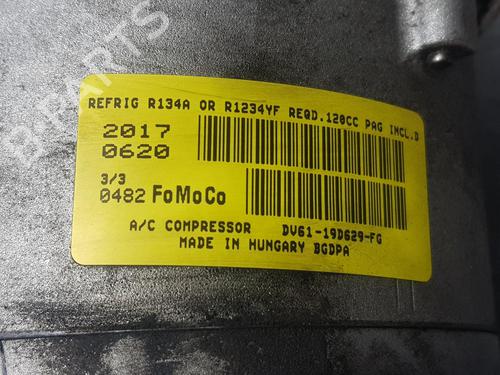 REFRIG R134A OR R1234YF REQD.120CC PAG INCL.D
2017
0620
3/3
0482 FoMoCo
A/C COMPRESSOR DV61-19D629-FG
MADE IN HUNGARY BGDPA
B-PARTS